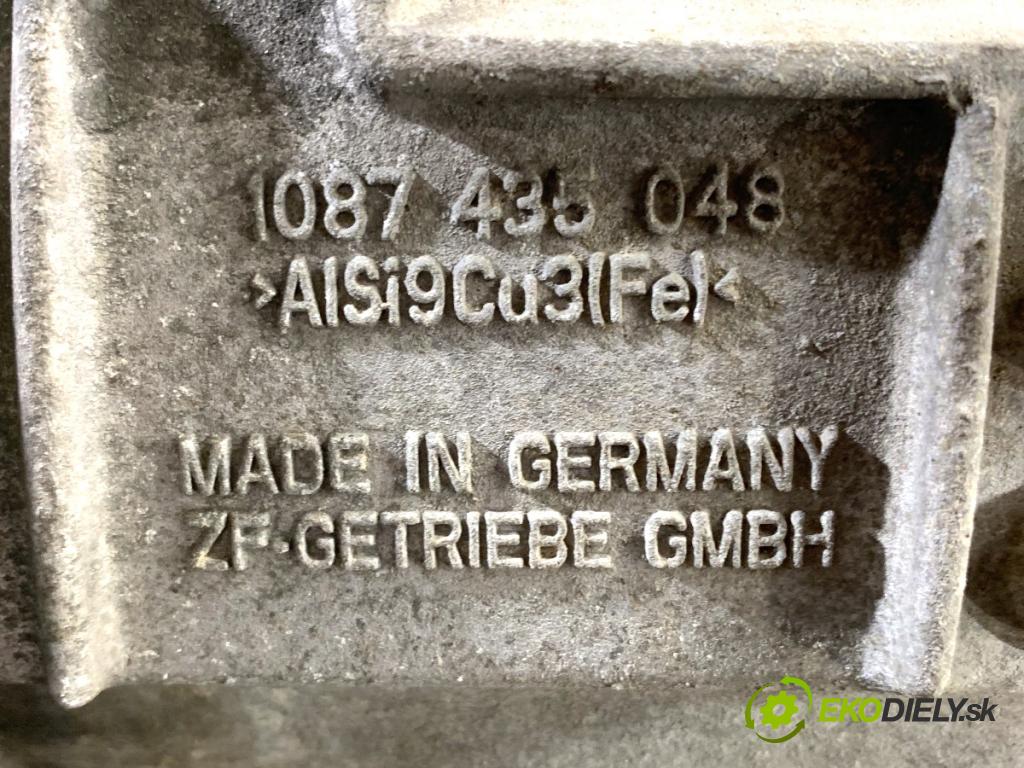 1087 435 048
>AlSi9Cu3(Fe)<
MADE IN GERMANY
ZF-GETRIEBE GMBH
EKODIELY.sk